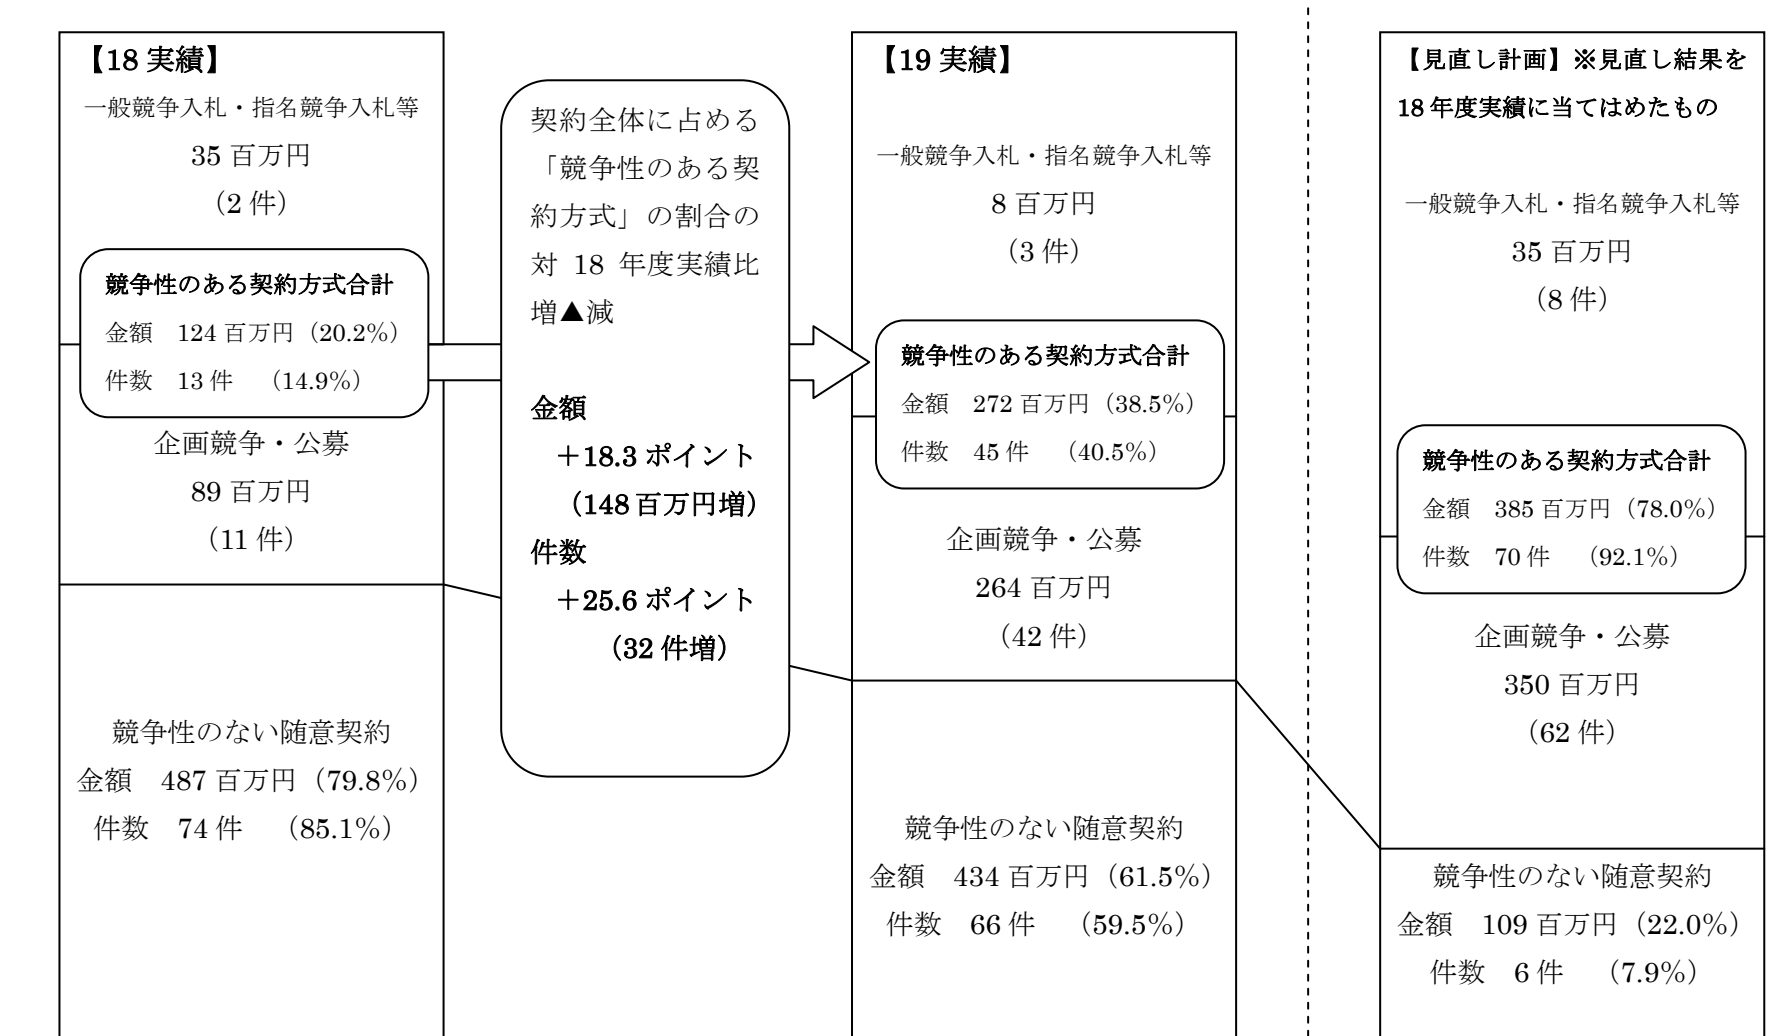 【18 実績】
一般競争入札・指名競争入札等
35 百万円
（2 件）
競争性のある契約方式合計
金額　124 百万円（20.2%）
件数　13 件　（14.9%）
企画競争・公募
89 百万円
（11 件）
競争性のない随意契約
金額　487 百万円（79.8%）
件数　74 件　（85.1%）
契約全体に占める
「競争性のある契
約方式」の割合の
対 18 年度実績比
増▲減
金額
＋18.3 ポイント
（148 百万円増）
件数
＋25.6 ポイント
（32 件増）
【19 実績】
一般競争入札・指名競争入札等
8 百万円
（3 件）
競争性のある契約方式合計
金額　272 百万円（38.5%）
件数　45 件　（40.5%）
企画競争・公募
264 百万円
（42 件）
競争性のない随意契約
金額　434 百万円（61.5%）
件数　66 件　（59.5%）
【見直し計画】※見直し結果を
18 年度実績に当てはめたもの
一般競争入札・指名競争入札等
35 百万円
（8 件）
競争性のある契約方式合計
金額　385 百万円（78.0%）
件数　70 件　（92.1%）
企画競争・公募
350 百万円
（62 件）
競争性のない随意契約
金額　109 百万円（22.0%）
件数　6 件　（7.9%）